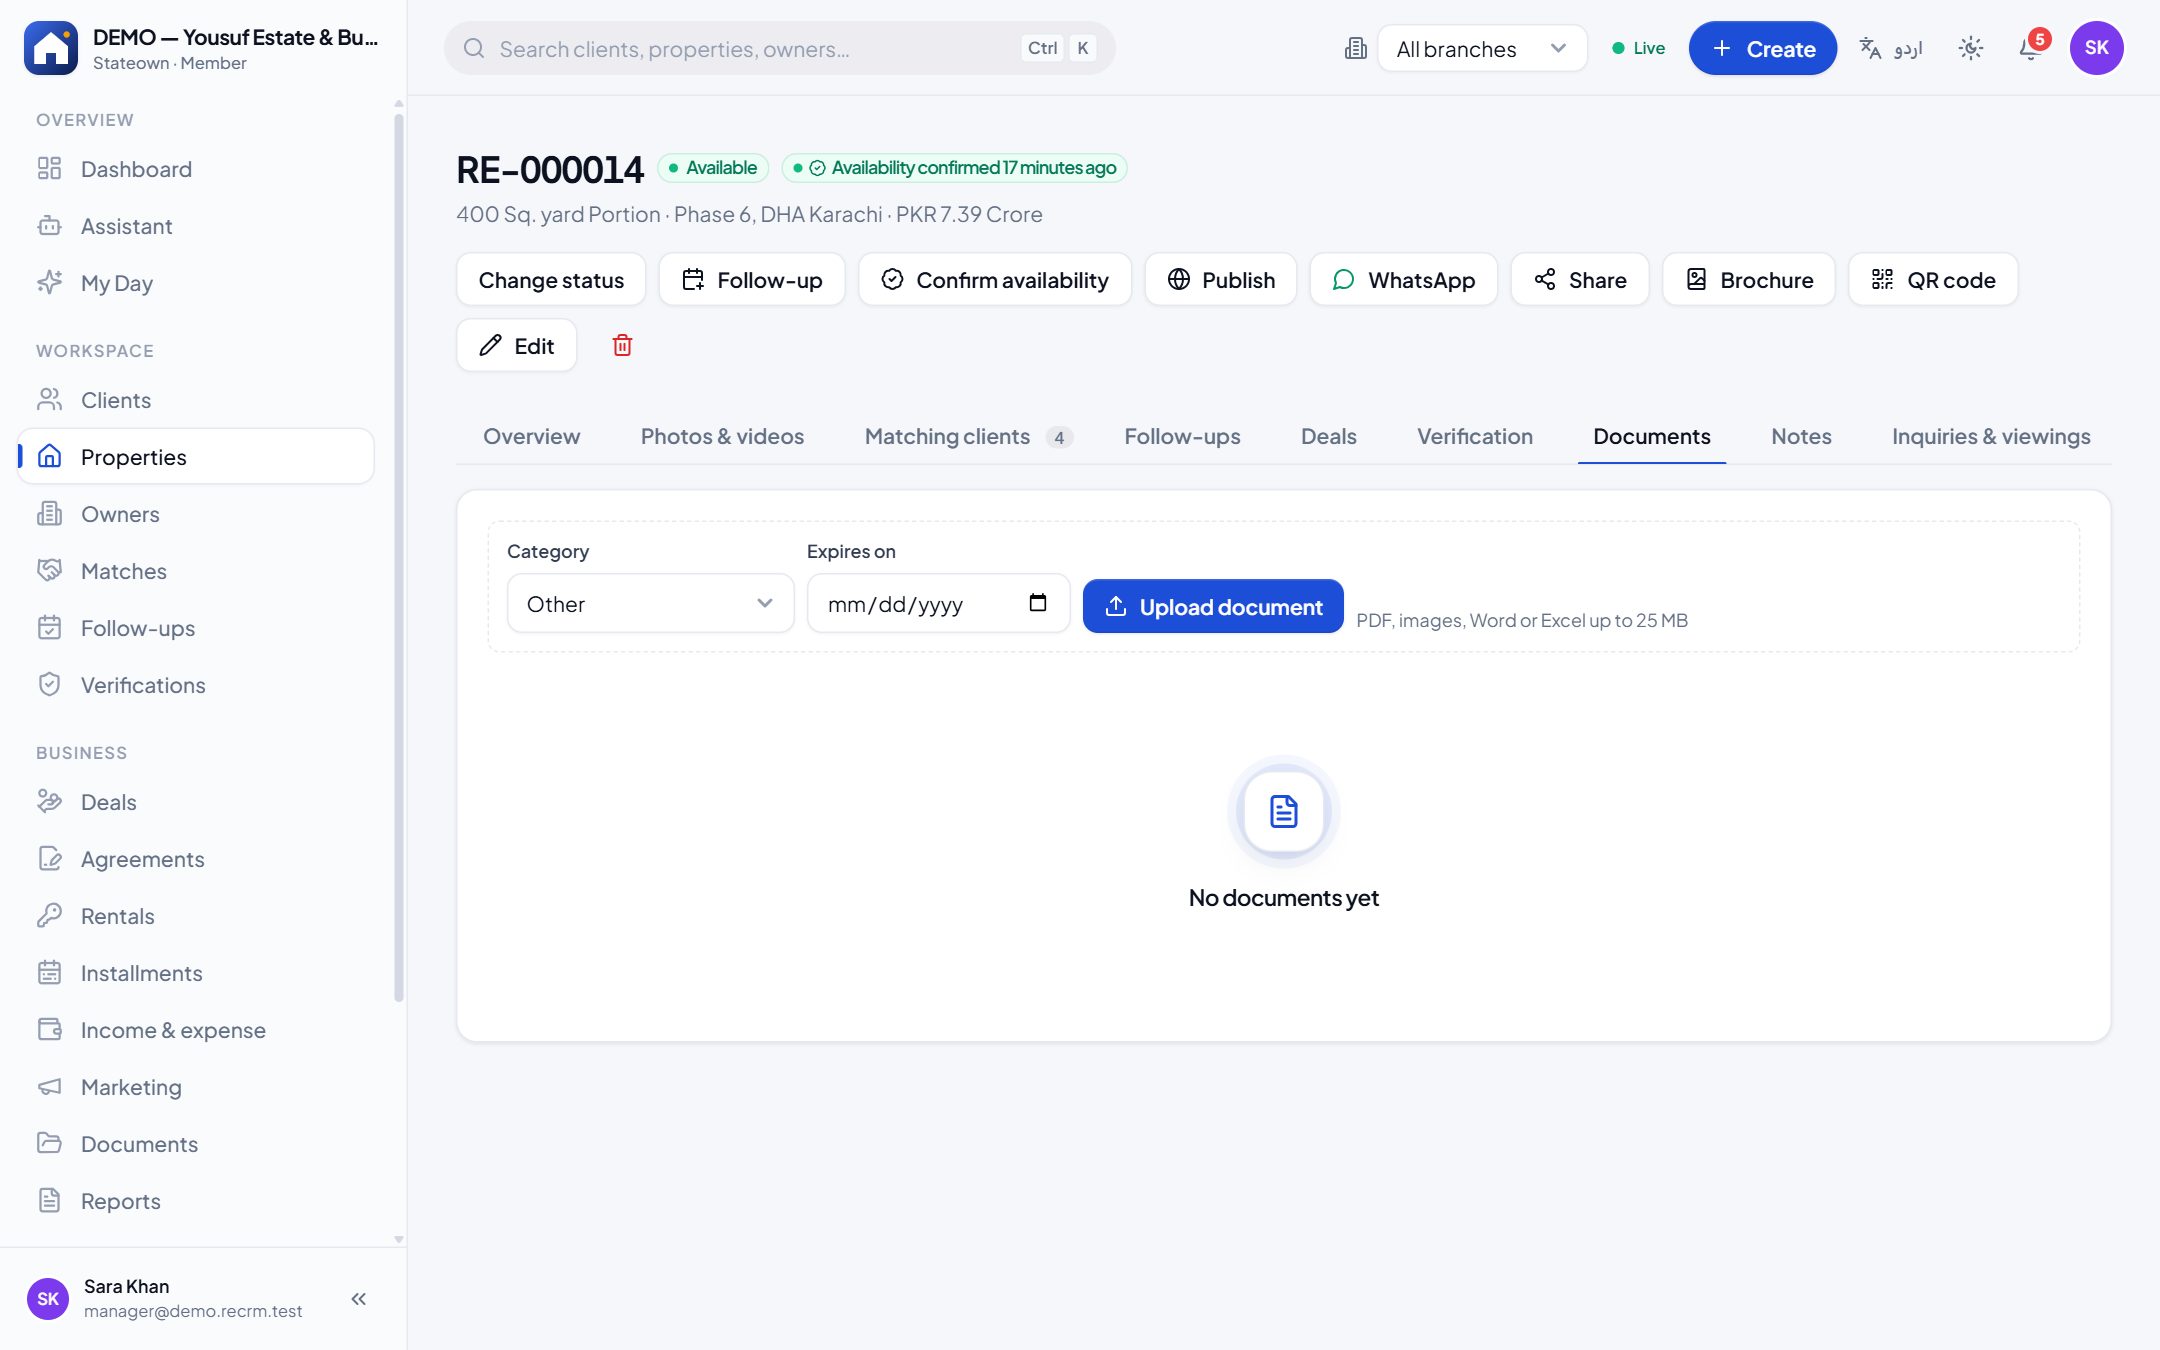 DEMO — Yousuf Estate & Bu...
Stateown · Member
Search clients, properties, owners...
Ctrl K
All branches
Live
Create
اردو
5
SK
OVERVIEW
Dashboard
Assistant
My Day
WORKSPACE
Clients
Properties
Owners
Matches
Follow-ups
Verifications
BUSINESS
Deals
Agreements
Rentals
Installments
Income & expense
Marketing
Documents
Reports
SK
Sara Khan
manager@demo.recrm.test
RE-000014
Available
Availability confirmed 17 minutes ago
400 Sq. yard Portion · Phase 6, DHA Karachi · PKR 7.39 Crore
Change status
Follow-up
Confirm availability
Publish
WhatsApp
Share
Brochure
QR code
Edit
Overview
Photos & videos
Matching clients 4
Follow-ups
Deals
Verification
Documents
Notes
Inquiries & viewings
Category
Expires on
Other
mm/dd/yyyy
Upload document
PDF, images, Word or Excel up to 25 MB
No documents yet